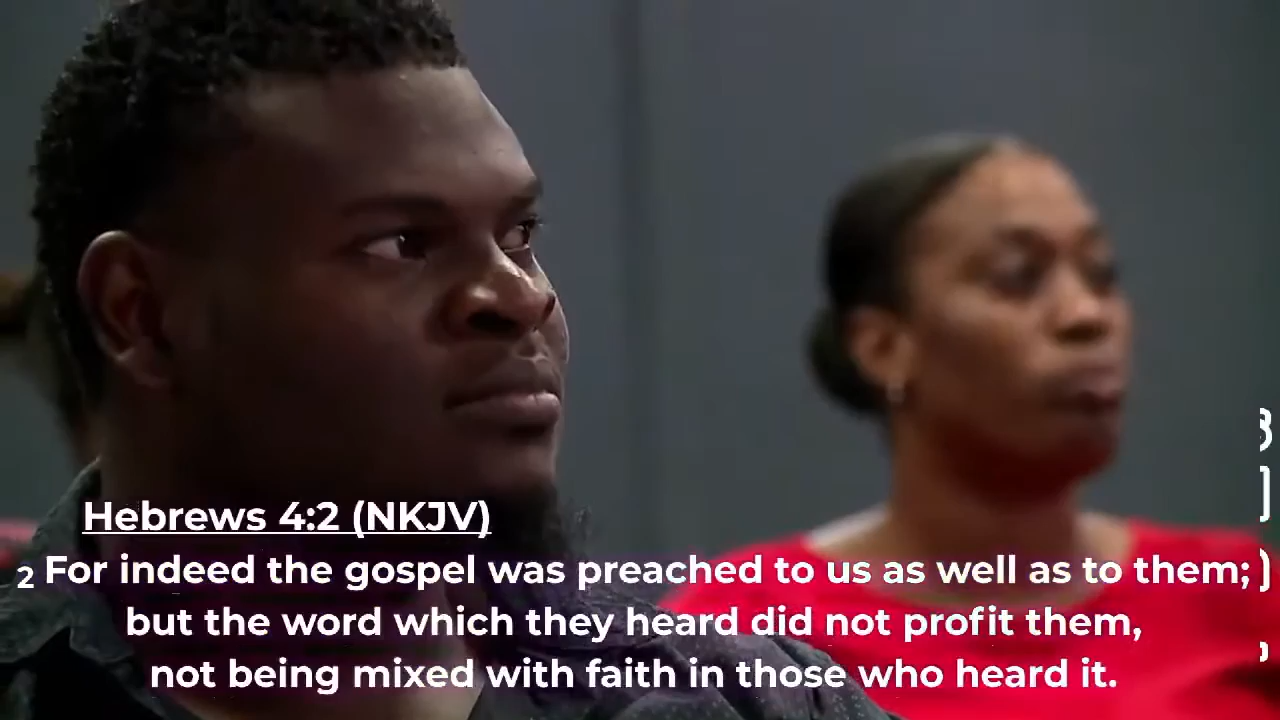 Hebrews 4:2 (NKJV)
2 For indeed the gospel was preached to us as well as to them;
but the word which they heard did not profit them,
not being mixed with faith in those who heard it.